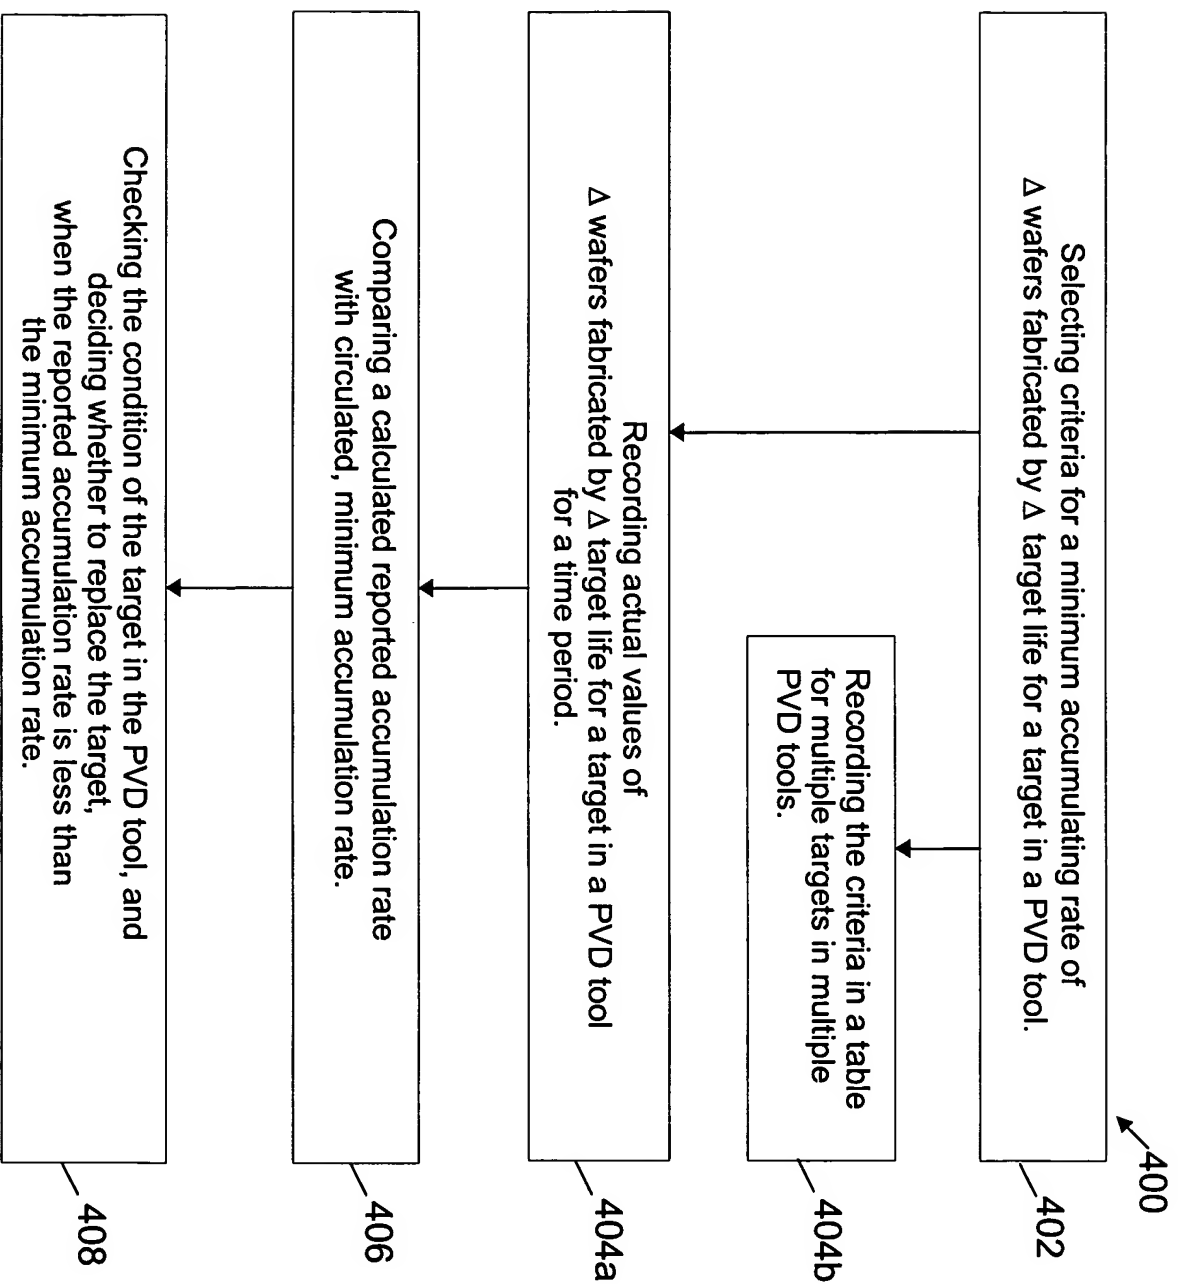 400
Selecting criteria for a minimum accumulating rate of
Δ wafers fabricated by Δ target life for a target in a PVD tool.
402
Recording the criteria in a table
for multiple targets in multiple
PVD tools.
404b
Recording actual values of
Δ wafers fabricated by Δ target life for a target in a PVD tool
for a time period.
404a
Comparing a calculated reported accumulation rate
with circulated, minimum accumulation rate.
406
Checking the condition of the target in the PVD tool, and
deciding whether to replace the target,
when the reported accumulation rate is less than
the minimum accumulation rate.
408